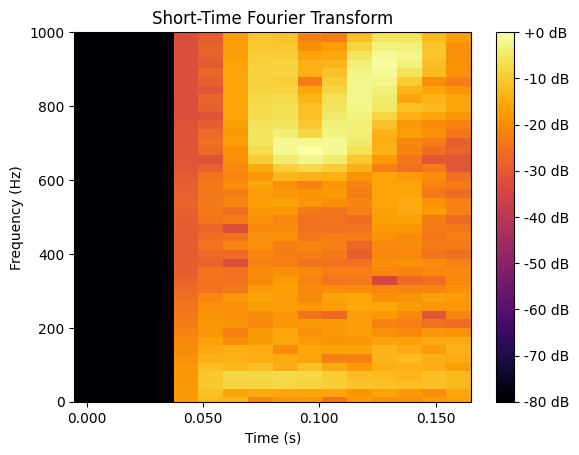 Short-Time Fourier Transform
1000
800
600
400
200
0
Frequency (Hz)
0.000
0.050
0.100
0.150
Time (s)
+0 dB
-10 dB
-20 dB
-30 dB
-40 dB
-50 dB
-60 dB
-70 dB
-80 dB